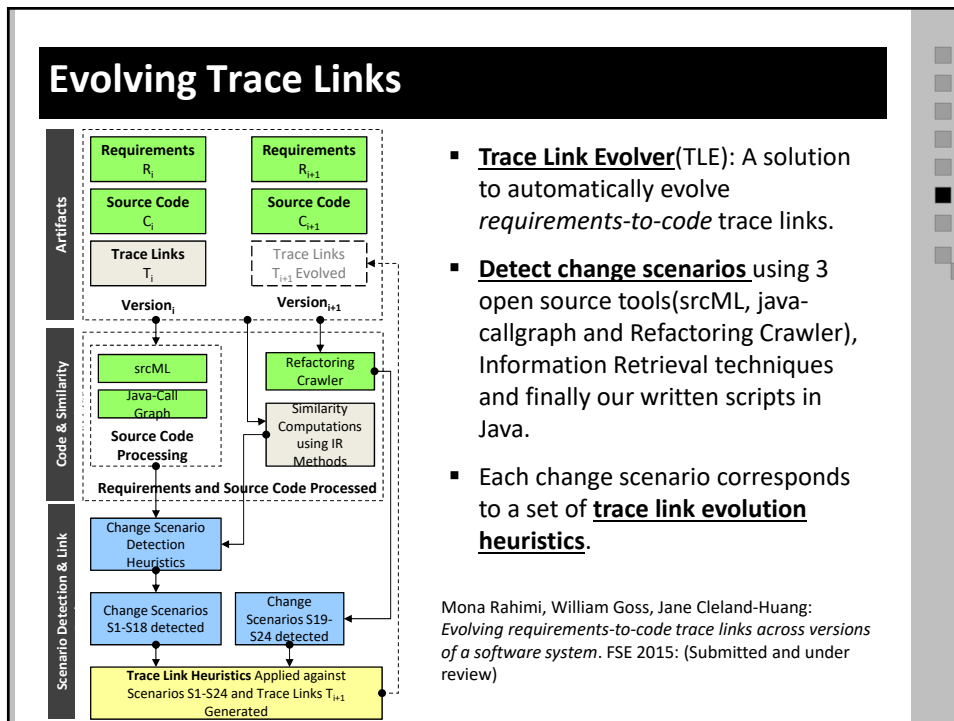 Evolving Trace Links
Artifacts
Requirements
Ri
Source Code
Ci
Trace Links
Ti
Versioni
Requirements
Ri+1
Source Code
Ci+1
Trace Links
Ti+1 Evolved
Versioni+1
Code & Similarity
srcML
Java-Call
Graph
Source Code
Processing
Refactoring
Crawler
Similarity
Computations
using IR
Methods
Requirements and Source Code Processed
Scenario Detection & Link
Change Scenario
Detection
Heuristics
Change Scenarios
S1-S18 detected
Change
Scenarios S19-
S24 detected
Trace Link Heuristics Applied against
Scenarios S1-S24 and Trace Links Ti+1
Generated
▪ Trace Link Evolver(TLE): A solution
to automatically evolve
requirements-to-code trace links.
▪ Detect change scenarios using 3
open source tools(srcML, java-
callgraph and Refactoring Crawler),
Information Retrieval techniques
and finally our written scripts in
Java.
▪ Each change scenario corresponds
to a set of trace link evolution
heuristics.
Mona Rahimi, William Goss, Jane Cleland-Huang:
Evolving requirements-to-code trace links across versions
of a software system. FSE 2015: (Submitted and under
review)